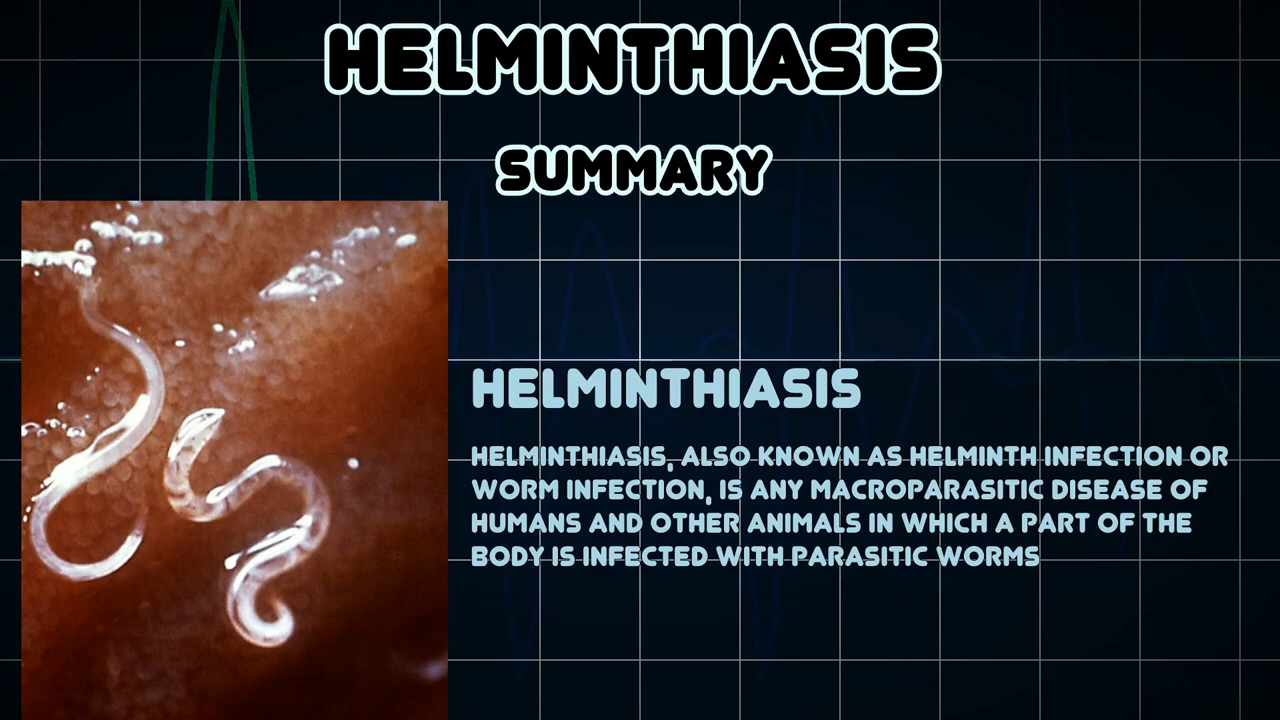 HELMINTHIASIS
SUMMARY
HELMINTHIASIS
HELMINTHIASIS, ALSO KNOWN AS HELMINTH INFECTION OR
WORM INFECTION, IS ANY MACROPARASITIC DISEASE OF
HUMANS AND OTHER ANIMALS IN WHICH A PART OF THE
BODY IS INFECTED WITH PARASITIC WORMS